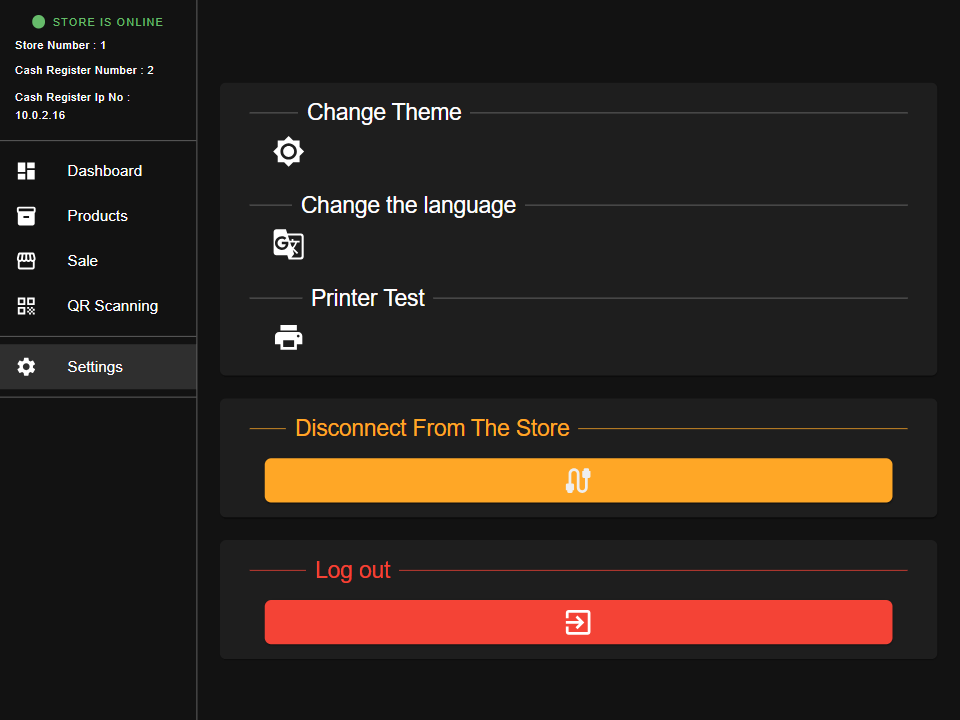 STORE IS ONLINE
Store Number : 1
Cash Register Number : 2
Cash Register Ip No :
10.0.2.16
Dashboard
Products
Sale
QR Scanning
Settings
Change Theme
Change the language
Printer Test
Disconnect From The Store
Log out